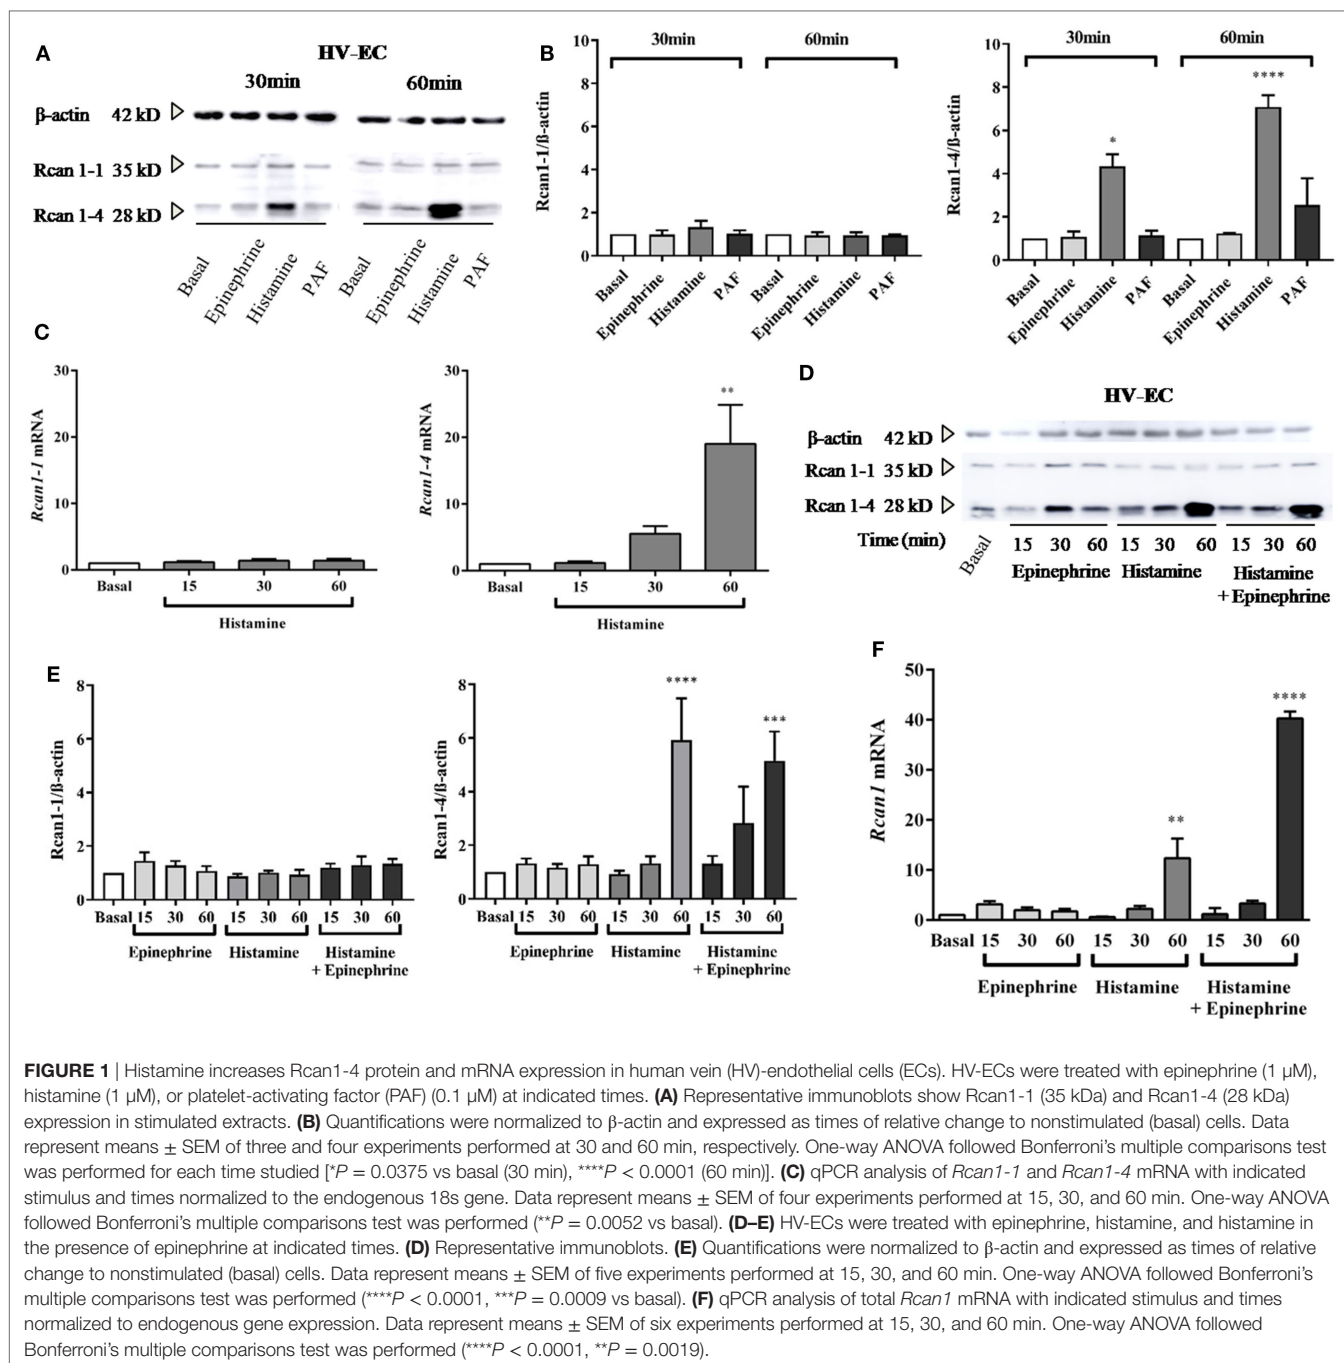 A
HV-EC
30min 60min
β-actin 42 kD
Rcan 1-1 35 kD
Rcan 1-4 28 kD
Basal Epinephrine Histamine PAF Basal Epinephrine Histamine PAF
B
30min 60min
Rcan1-1/ß-actin
10
8
6
4
2
0
Basal Epinephrine Histamine PAF Basal Epinephrine Histamine PAF
30min 60min
Rcan1-4/ß-actin
10
8
6
4
2
0
* ****
Basal Epinephrine Histamine PAF Basal Epinephrine Histamine PAF
C
Rcan1-1 mRNA
30
20
10
0
Basal 15 30 60
Histamine
Rcan1-4 mRNA
30
20
10
0
**
Basal 15 30 60
Histamine
D
HV-EC
β-actin 42 kD
Rcan 1-1 35 kD
Rcan 1-4 28 kD
Time (min) Basal 15 30 60 15 30 60 15 30 60
Epinephrine Histamine Histamine
+ Epinephrine
E
Rcan1-1/ß-actin
8
6
4
2
0
Basal 15 30 60 15 30 60 15 30 60
Epinephrine Histamine Histamine
+ Epinephrine
Rcan1-4/ß-actin
8
6
4
2
0
**** ***
Basal 15 30 60 15 30 60 15 30 60
Epinephrine Histamine Histamine
+ Epinephrine
F
Rcan1 mRNA
50
40
30
20
10
0
** ****
Basal 15 30 60 15 30 60 15 30 60
Epinephrine Histamine Histamine
+ Epinephrine
FIGURE 1 | Histamine increases Rcan1-4 protein and mRNA expression in human vein (HV)-endothelial cells (ECs). HV-ECs were treated with epinephrine (1 µM),
histamine (1 µM), or platelet-activating factor (PAF) (0.1 µM) at indicated times. (A) Representative immunoblots show Rcan1-1 (35 kDa) and Rcan1-4 (28 kDa)
expression in stimulated extracts. (B) Quantifications were normalized to β-actin and expressed as times of relative change to nonstimulated (basal) cells. Data
represent means ± SEM of three and four experiments performed at 30 and 60 min, respectively. One-way ANOVA followed Bonferroni's multiple comparisons test
was performed for each time studied [*P = 0.0375 vs basal (30 min), ****P < 0.0001 (60 min)]. (C) qPCR analysis of Rcan1-1 and Rcan1-4 mRNA with indicated
stimulus and times normalized to the endogenous 18s gene. Data represent means ± SEM of four experiments performed at 15, 30, and 60 min. One-way ANOVA
followed Bonferroni's multiple comparisons test was performed (**P = 0.0052 vs basal). (D–E) HV-ECs were treated with epinephrine, histamine, and histamine in
the presence of epinephrine at indicated times. (D) Representative immunoblots. (E) Quantifications were normalized to β-actin and expressed as times of relative
change to nonstimulated (basal) cells. Data represent means ± SEM of five experiments performed at 15, 30, and 60 min. One-way ANOVA followed Bonferroni's
multiple comparisons test was performed (****P < 0.0001, ***P = 0.0009 vs basal). (F) qPCR analysis of total Rcan1 mRNA with indicated stimulus and times
normalized to endogenous gene expression. Data represent means ± SEM of six experiments performed at 15, 30, and 60 min. One-way ANOVA followed
Bonferroni's multiple comparisons test was performed (****P < 0.0001, **P = 0.0019).